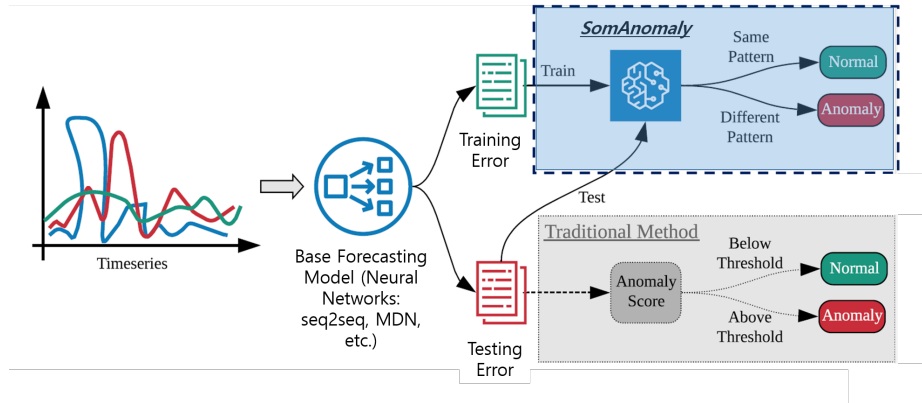 SomAnomaly
Same
Pattern
Normal
Train
Anomaly
Different
Pattern
Training
Error
Test
Timeseries
Base Forecasting
Model (Neural
Networks:
seq2seq, MDN,
etc.)
Testing
Error
Traditional Method
Below
Threshold
Normal
Anomaly
Score
Anomaly
Above
Threshold